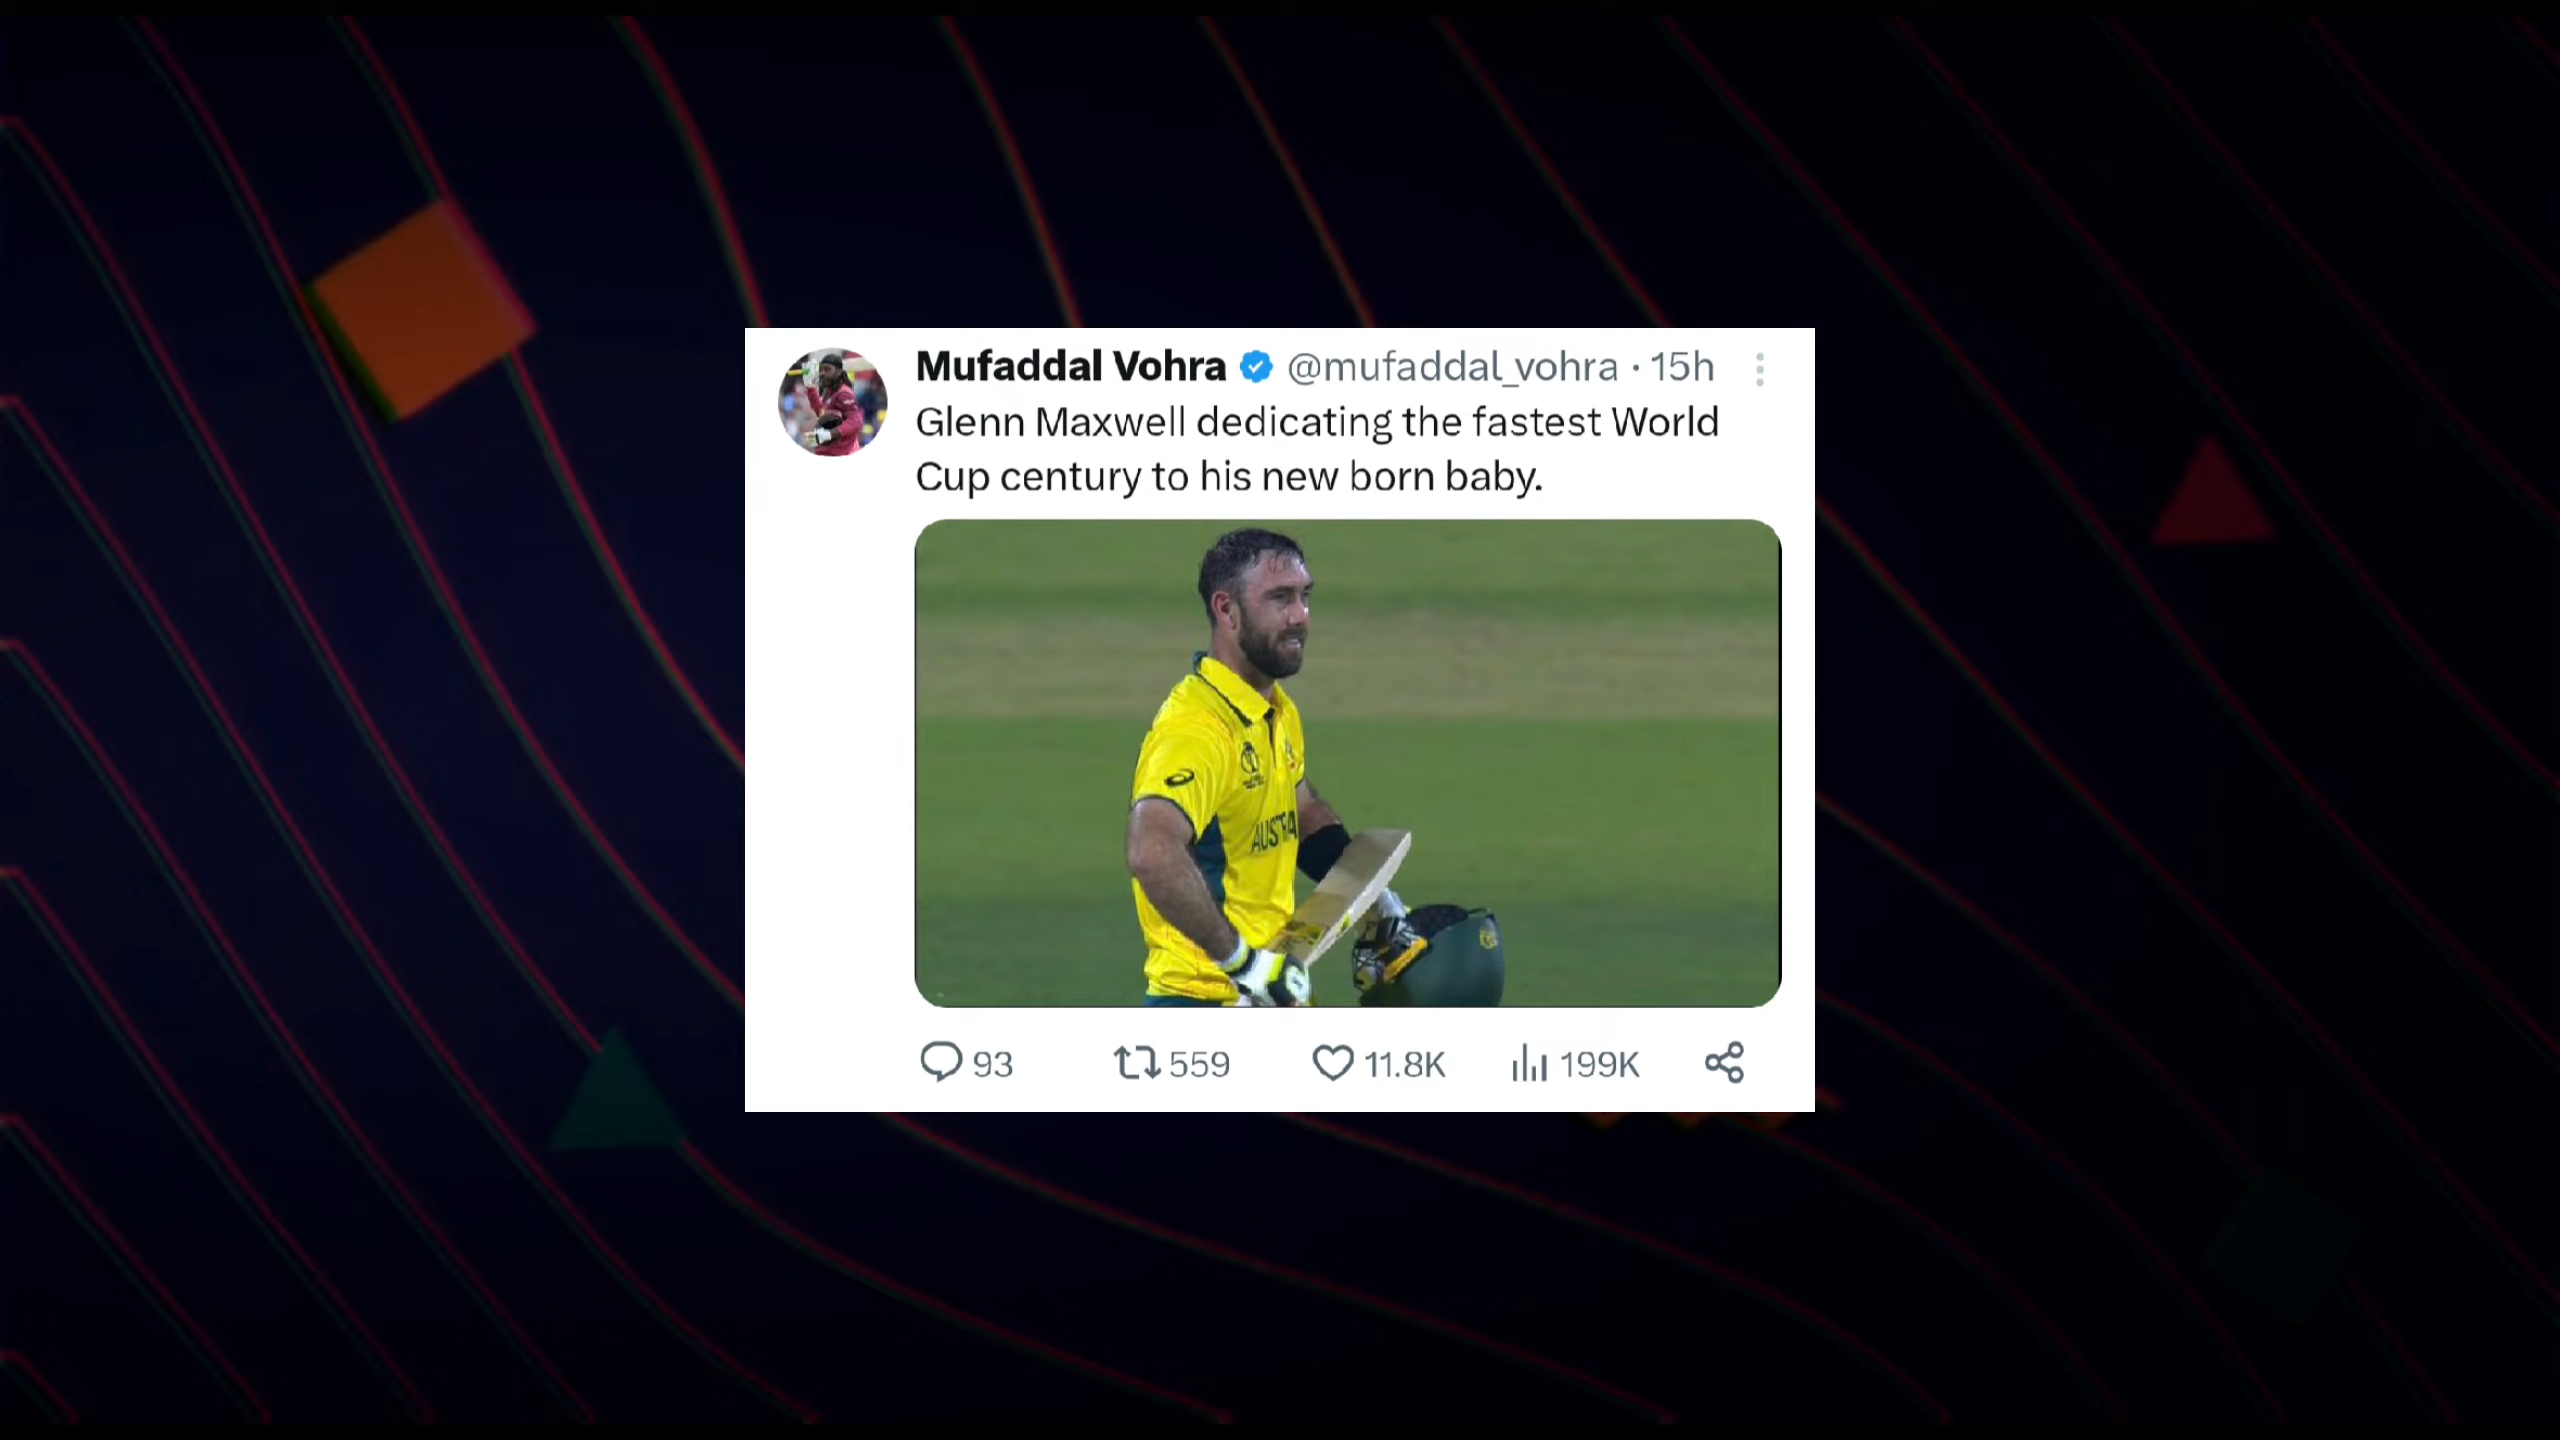 Mufaddal Vohra @mufaddal_vohra · 15h
Glenn Maxwell dedicating the fastest World
Cup century to his new born baby.
AUSTRA
93 559 11.8K 199K